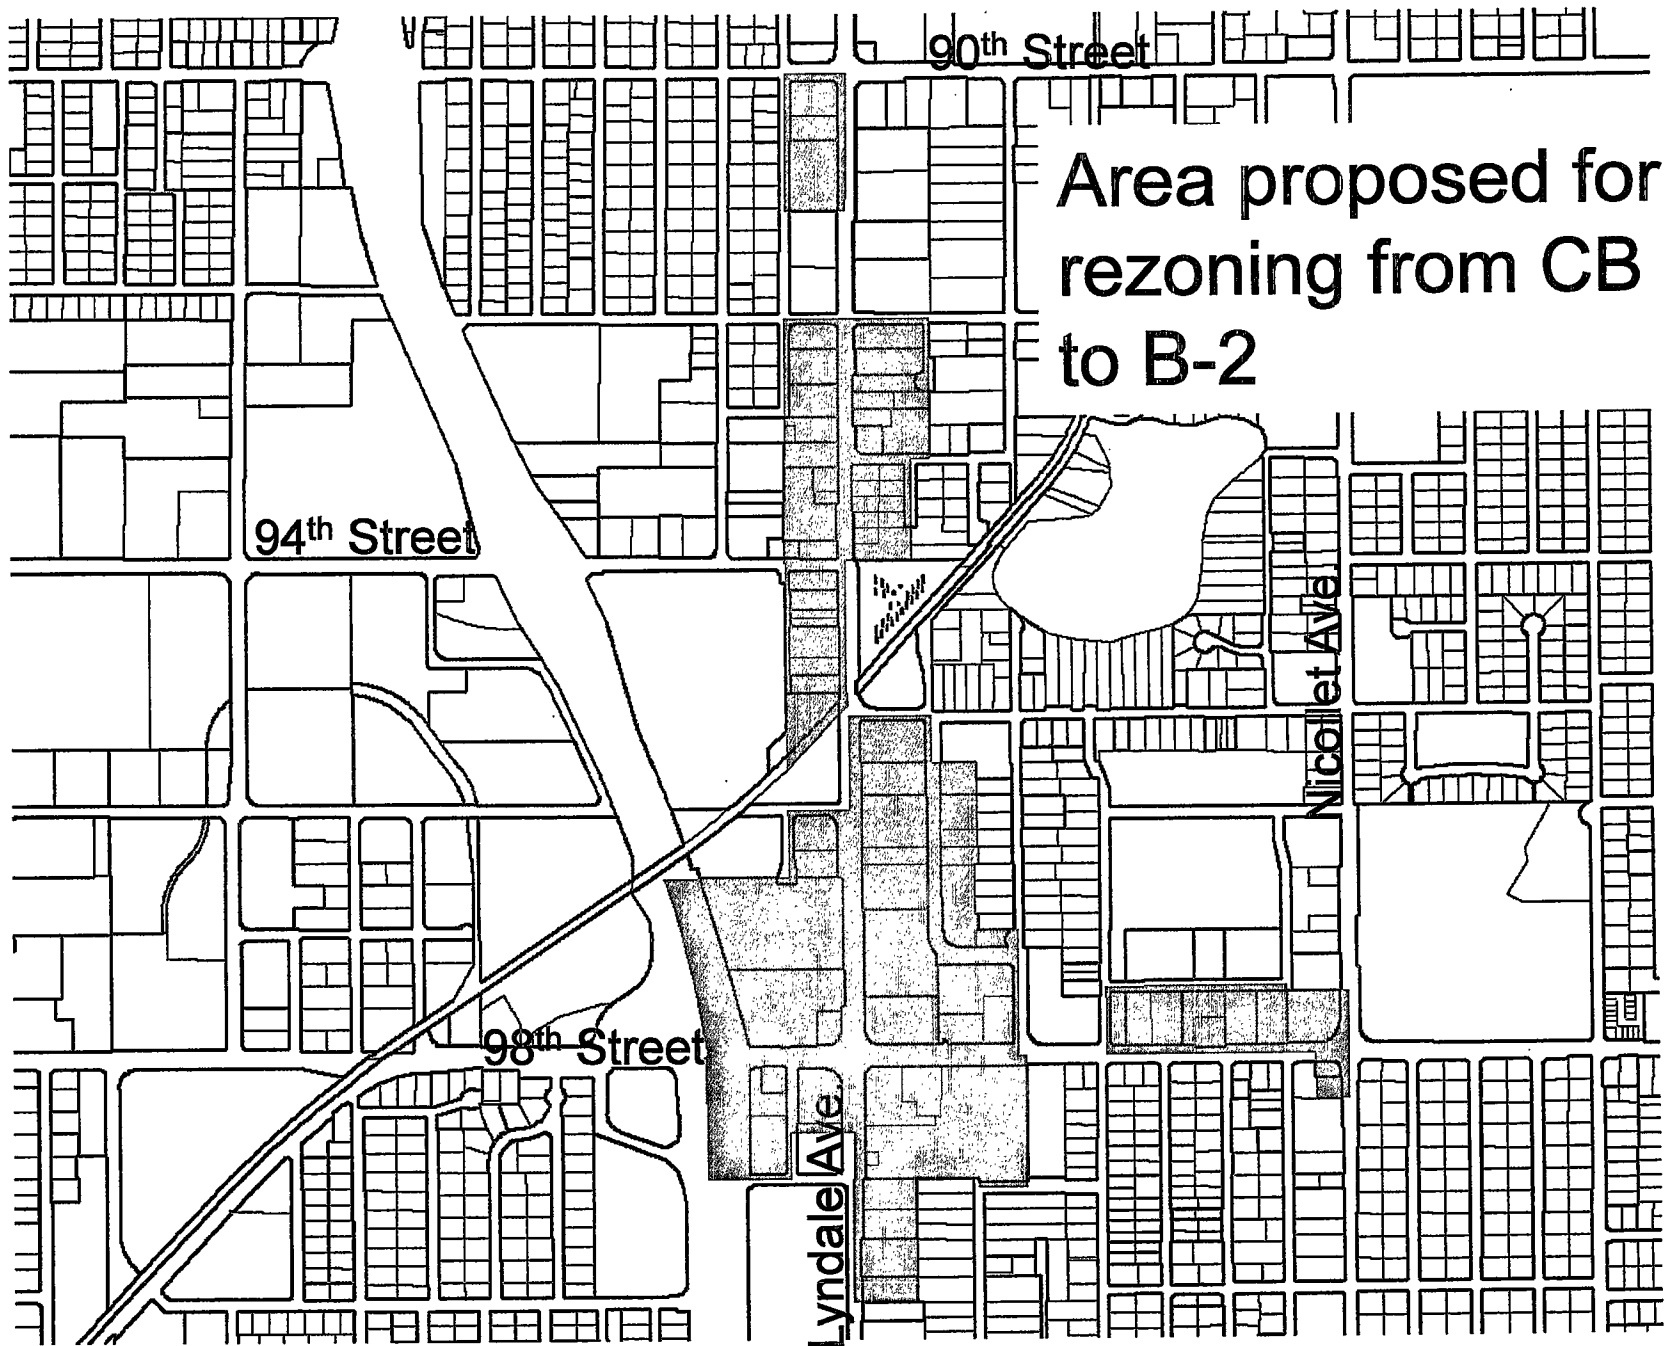 90th Street
Area proposed for
rezoning from CB
to B-2
94th Street
Nicollet Ave.
98th Street
Lyndale Ave.